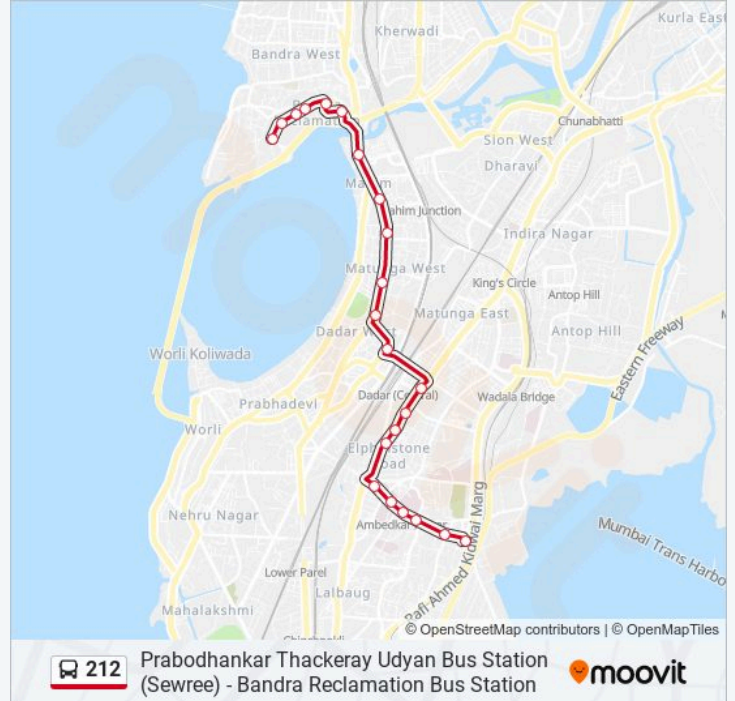 Kurla East
Kherwadi
Bandra West
Chunabhatti
Sion West
Dharavi
Mahim Junction
Indra Nagar
Matunga West
King's Circle
Antop Hill
Matunga East
Antop Hill
Dadar West
Worli Koliwada
Eastern Freeway
Dadar (Central)
Wadala Bridge
Prabhadevi
Worli
Elphinstone
Road
Nehru Nagar
Rafi Ahmed Kidwai Marg
Ambedkar
Mumbai Trans Harbo
Lower Parel
Lalbaug
Mahalakshmi
© OpenStreetMap contributors | © OpenMapTiles
212
Prabodhankar Thackeray Udyan Bus Station
(Sewree) - Bandra Reclamation Bus Station
moovit